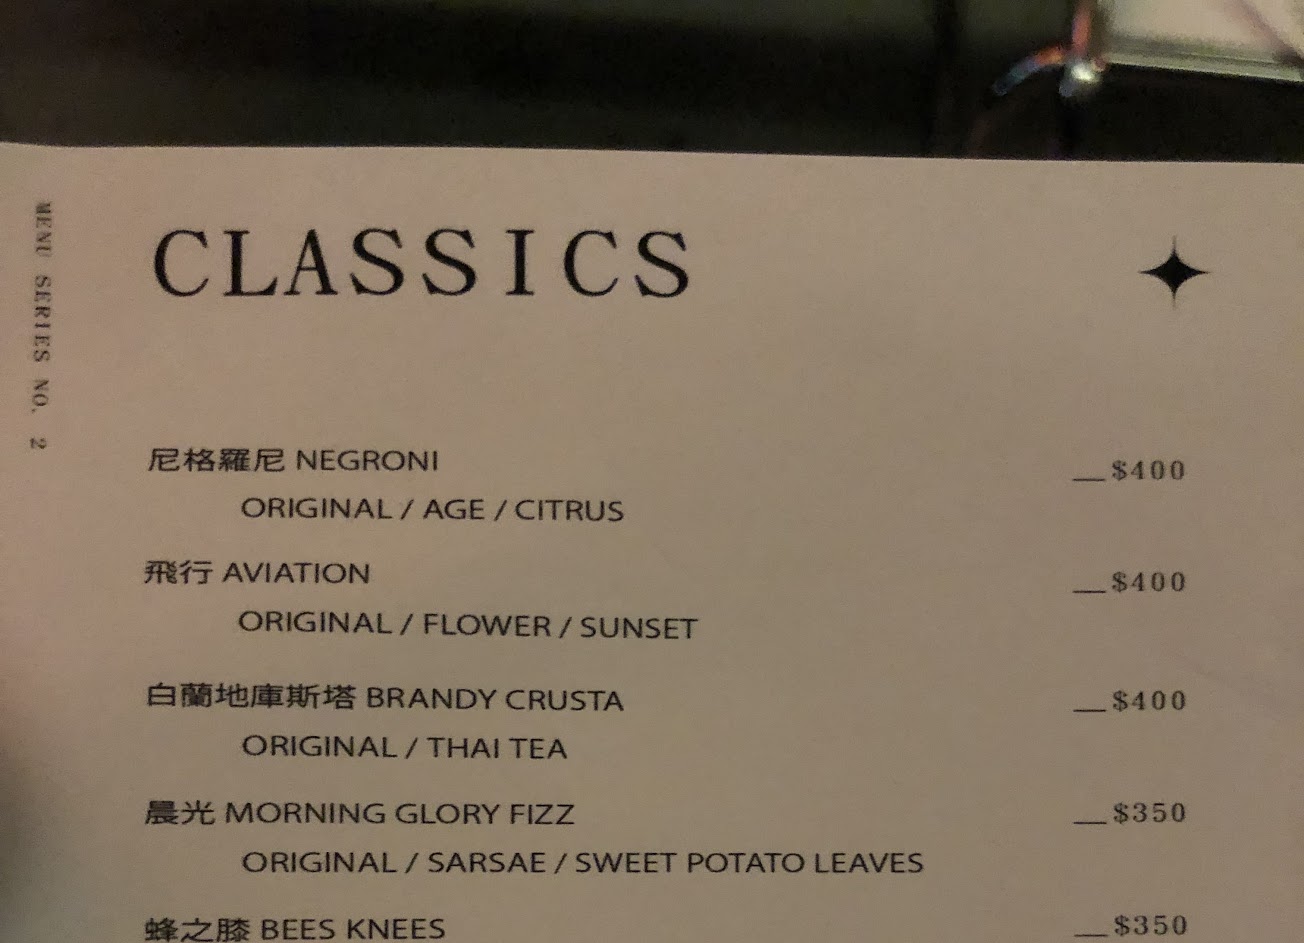 MENU SERIES NO. 2
CLASSICS
尼格羅尼 NEGRONI __$400
ORIGINAL / AGE / CITRUS
飛行 AVIATION __$400
ORIGINAL / FLOWER / SUNSET
白蘭地庫斯塔 BRANDY CRUSTA __$400
ORIGINAL / THAI TEA
晨光 MORNING GLORY FIZZ __$350
ORIGINAL / SARSAE / SWEET POTATO LEAVES
蜂之膝 BEES KNEES __$350